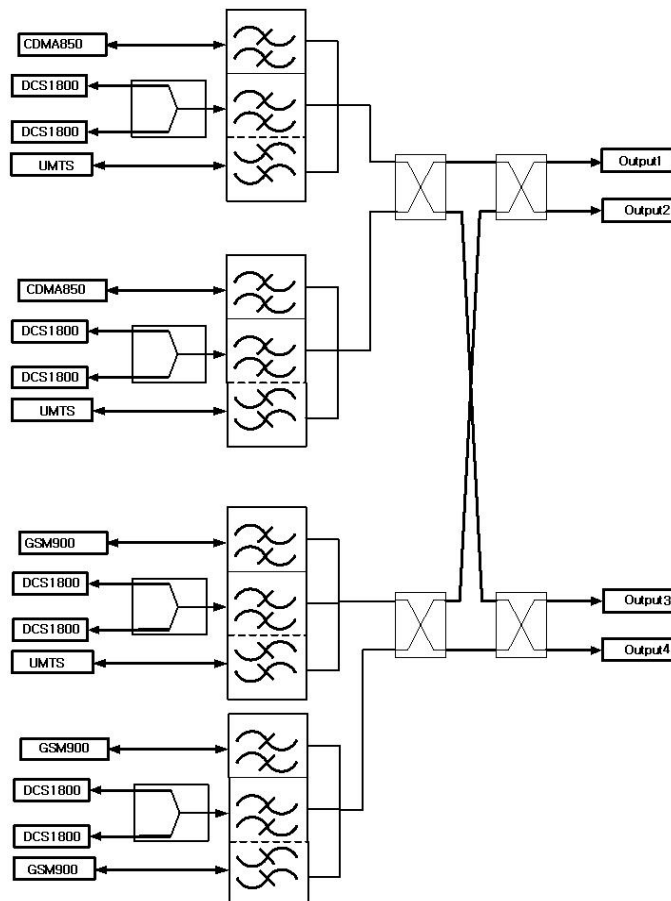 CDMA850
DCS1800
DCS1800
UMTS
Output1
Output2
CDMA850
DCS1800
DCS1800
UMTS
GSM900
DCS1800
DCS1800
UMTS
Output3
Output4
GSM900
DCS1800
DCS1800
GSM900